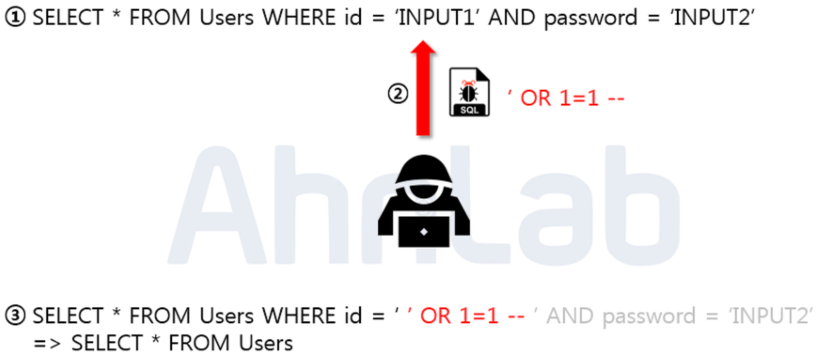 ① SELECT * FROM Users WHERE id = ‘INPUT1’ AND password = ‘INPUT2’
②
SQL
‘ OR 1=1 --
AhnLab
③ SELECT * FROM Users WHERE id = ‘ ‘ OR 1=1 -- ’ AND password = ‘INPUT2’
=> SELECT * FROM Users